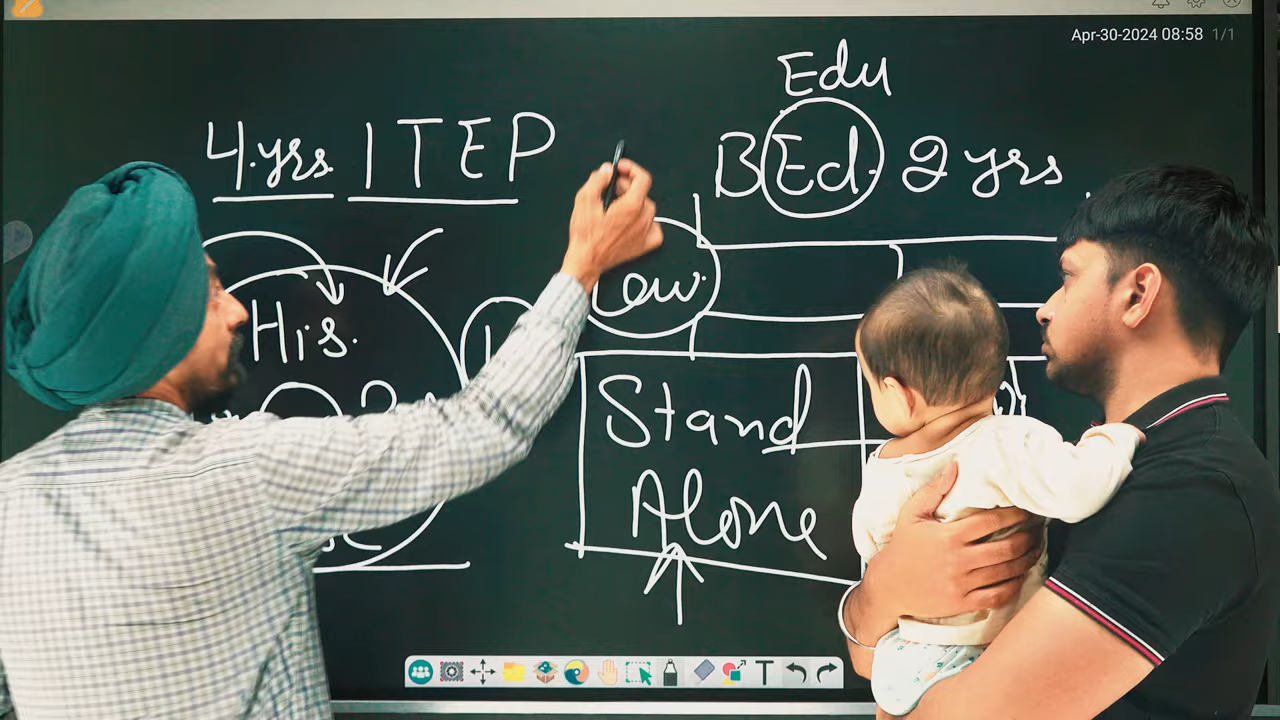 Apr-30-2024 08:58 1/1
Edu
4.yrs. ITEP
BEd. 2 yrs.
Law.
His.
Stand
Alone
T